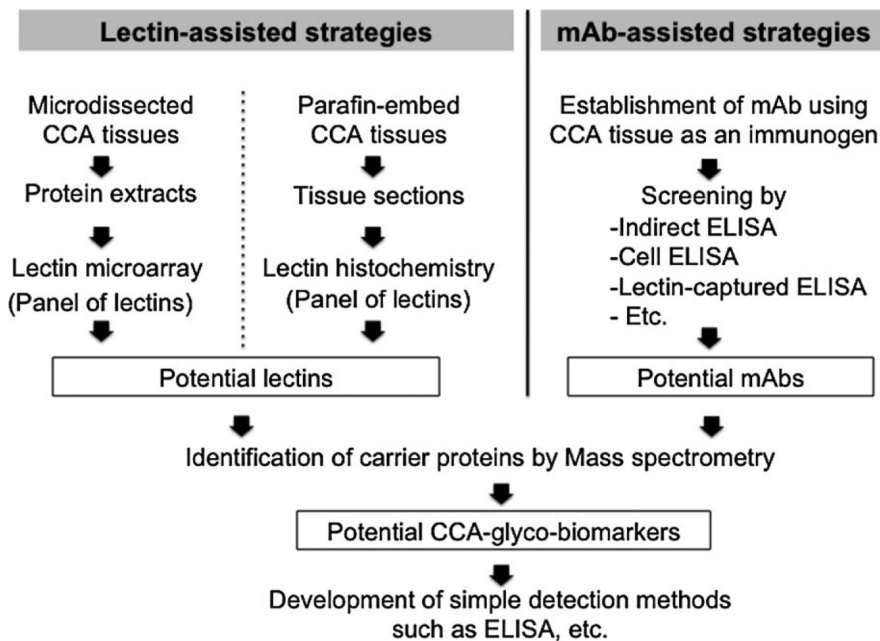 Lectin-assisted strategies
mAb-assisted strategies
Microdissected
CCA tissues
Protein extracts
Lectin microarray
(Panel of lectins)
Parafin-embed
CCA tissues
Tissue sections
Lectin histochemistry
(Panel of lectins)
Potential lectins
Establishment of mAb using
CCA tissue as an immunogen
Screening by
-Indirect ELISA
-Cell ELISA
-Lectin-captured ELISA
- Etc.
Potential mAbs
Identification of carrier proteins by Mass spectrometry
Potential CCA-glyco-biomarkers
Development of simple detection methods
such as ELISA, etc.